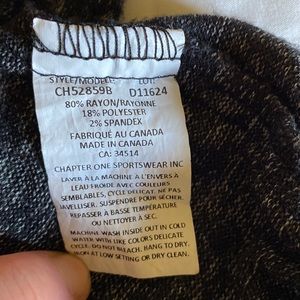 STYLE/MODELE: LOT:
CH52859B D11624
80% RAYON/RAYONNE
18% POLYESTER
2% SPANDEX
FABRIQUÉ AU CANADA
MADE IN CANADA
CA: 34514
CHAPTER ONE SPORTSWEAR INC
LAVER À LA MACHINE A L'ENVERS À
L'EAU FROIDE AVEC COULEURS
SEMBLABLES, CYCLE DELICAT. NE PAS
JAVELLISER. SUSPENDRE POUR SÉCHER.
REPASSER À BASSE TEMPÉRATURE
OU NETTOYER À SEC.
MACHINE WASH INSIDE OUT IN COLD
WATER WITH LIKE COLORS DELICATE
CYCLE. DO NOT BLEACH. HANG TO DRY.
IRON AT LOW SETTING OR DRY CLEAN.